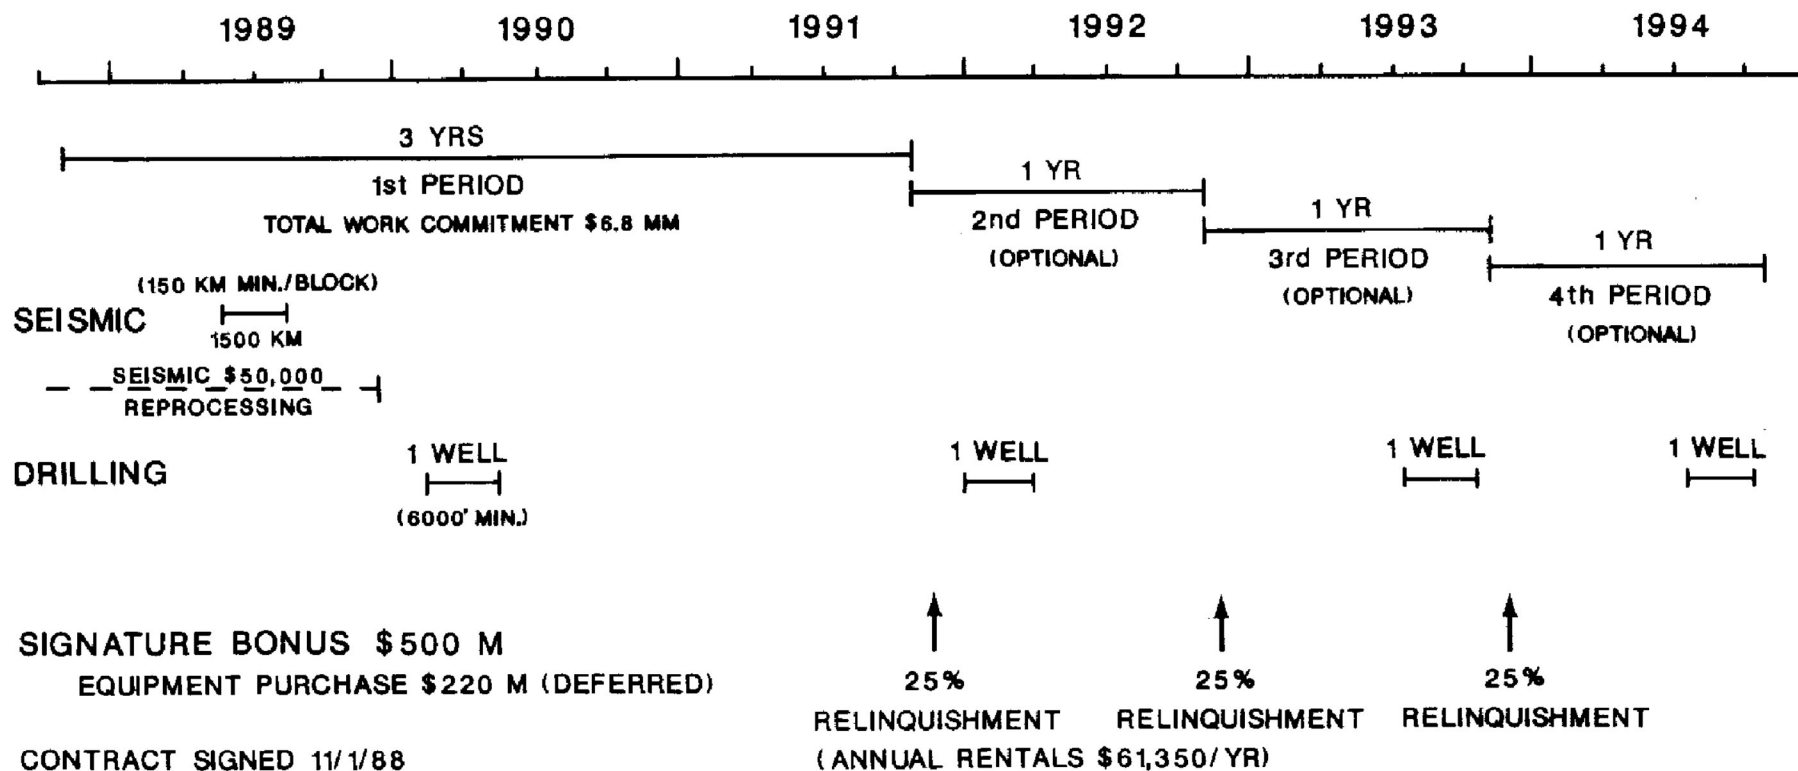 1989 1990 1991 1992 1993 1994
3 YRS
1st PERIOD
TOTAL WORK COMMITMENT $6.8 MM
1 YR
2nd PERIOD
(OPTIONAL)
1 YR
3rd PERIOD
(OPTIONAL)
1 YR
4th PERIOD
(OPTIONAL)
SEISMIC
(150 KM MIN./BLOCK)
1500 KM
SEISMIC $50,000
REPROCESSING
DRILLING
1 WELL
(6000' MIN.)
1 WELL
1 WELL
1 WELL
SIGNATURE BONUS $500 M
EQUIPMENT PURCHASE $220 M (DEFERRED)
CONTRACT SIGNED 11/1/88
25%
RELINQUISHMENT
25%
RELINQUISHMENT
25%
RELINQUISHMENT
(ANNUAL RENTALS $61,350/YR)